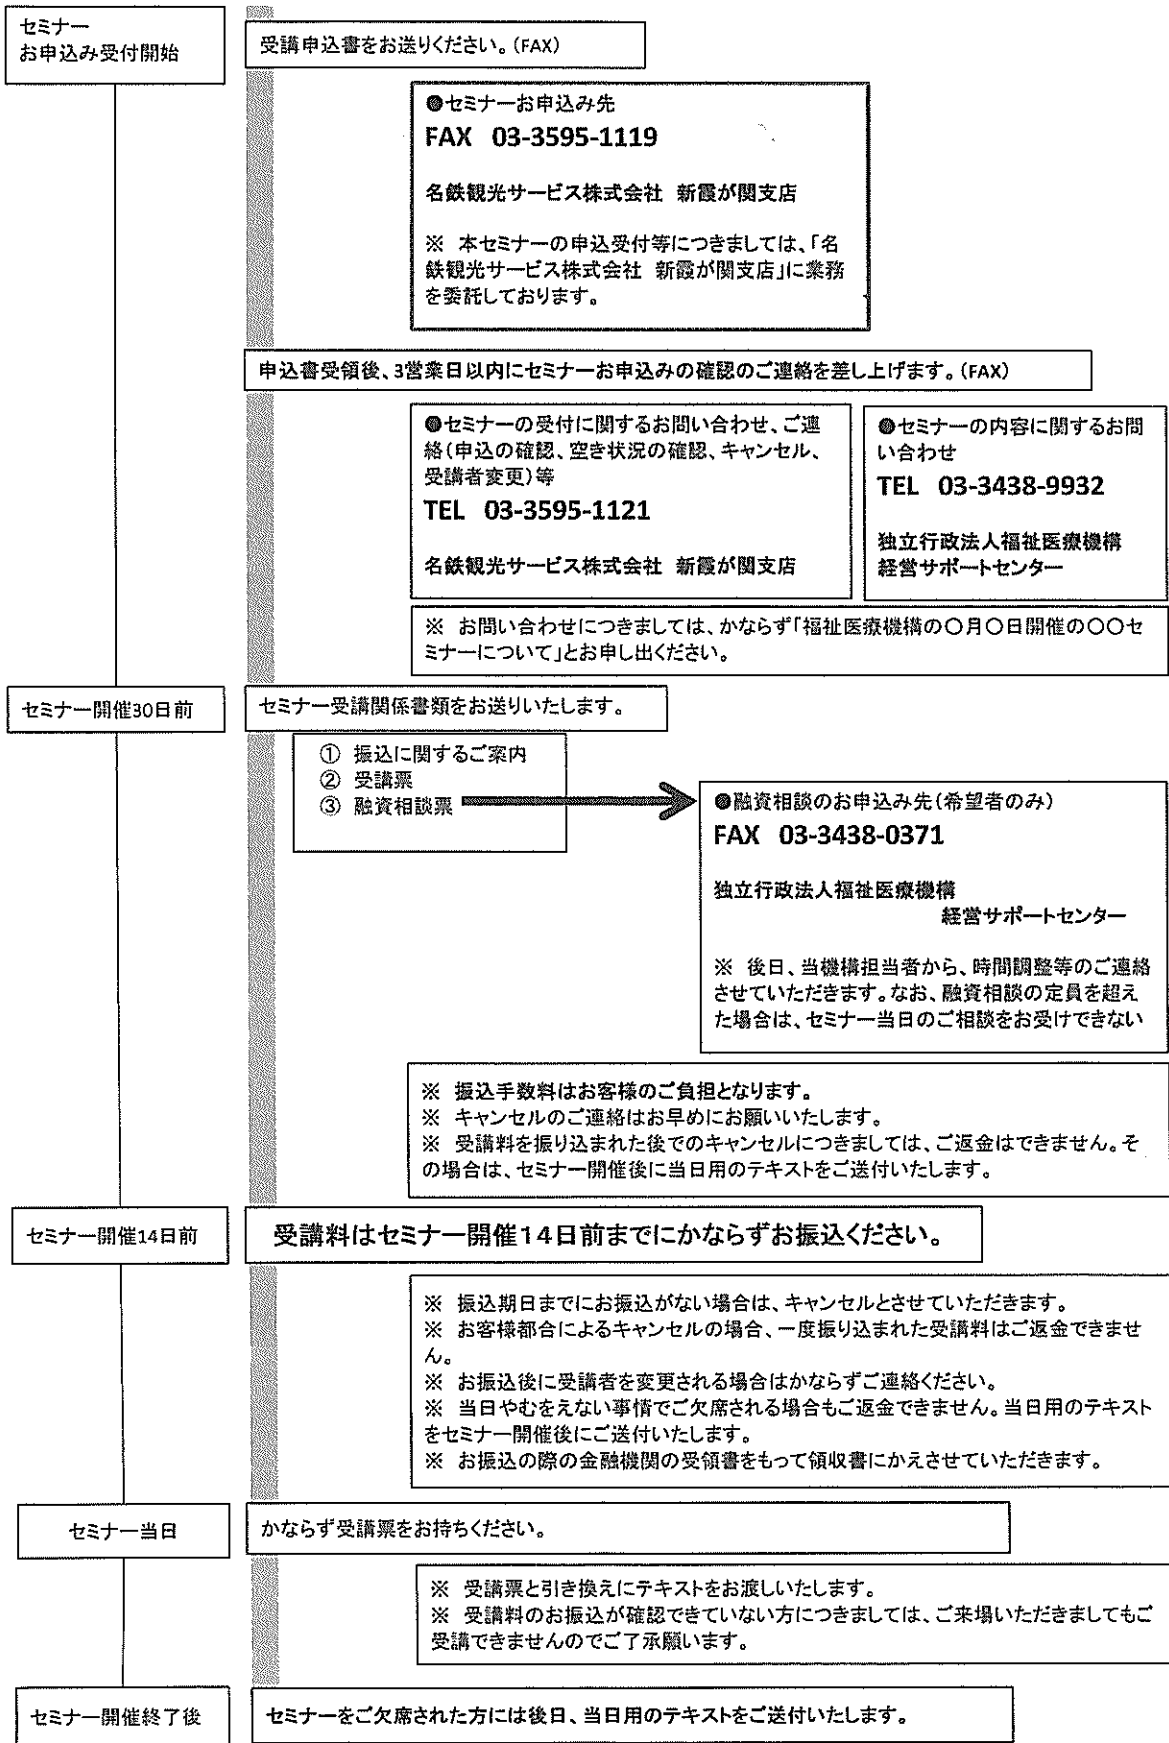 セミナー
お申込み受付開始
受講申込書をお送りください。(FAX)
●セミナーお申込み先
FAX 03-3595-1119
名鉄観光サービス株式会社 新霞が関支店
※ 本セミナーの申込受付等につきましては、「名
鉄観光サービス株式会社 新霞が関支店」に業務
を委託しております。
申込書受領後、3営業日以内にセミナーお申込みの確認のご連絡を差し上げます。(FAX)
●セミナーの受付に関するお問い合わせ、ご連
絡(申込の確認、空き状況の確認、キャンセル、
受講者変更)等
TEL 03-3595-1121
名鉄観光サービス株式会社 新霞が関支店
●セミナーの内容に関するお問
い合わせ
TEL 03-3438-9932
独立行政法人福祉医療機構
経営サポートセンター
※ お問い合わせにつきましては、かならず「福祉医療機構の〇月〇日開催の〇〇セ
ミナーについて」とお申し出ください。
セミナー開催30日前
セミナー受講関係書類をお送りいたします。
① 振込に関するご案内
② 受講票
③ 融資相談票
●融資相談のお申込み先(希望者のみ)
FAX 03-3438-0371
独立行政法人福祉医療機構
経営サポートセンター
※ 後日、当機構担当者から、時間調整等のご連絡
させていただきます。なお、融資相談の定員を超え
た場合は、セミナー当日のご相談をお受けできない
※ 振込手数料はお客様のご負担となります。
※ キャンセルのご連絡はお早めにお願いいたします。
※ 受講料を振り込まれた後でのキャンセルにつきましては、ご返金はできません。そ
の場合は、セミナー開催後に当日用のテキストをご送付いたします。
セミナー開催14日前
受講料はセミナー開催14日前までにかならずお振込ください。
※ 振込期日までにお振込がない場合は、キャンセルとさせていただきます。
※ お客様都合によるキャンセルの場合、一度振り込まれた受講料はご返金できませ
ん。
※ お振込後に受講者を変更される場合はかならずご連絡ください。
※ 当日やむをえない事情でご欠席される場合もご返金できません。当日用のテキスト
をセミナー開催後にご送付いたします。
※ お振込の際の金融機関の受領書をもって領収書にかえさせていただきます。
セミナー当日
かならず受講票をお持ちください。
※ 受講票と引き換えにテキストをお渡しいたします。
※ 受講料のお振込が確認できていない方につきましては、ご来場いただきましてもご
受講できませんのでご了承願います。
セミナー開催終了後
セミナーをご欠席された方には後日、当日用のテキストをご送付いたします。